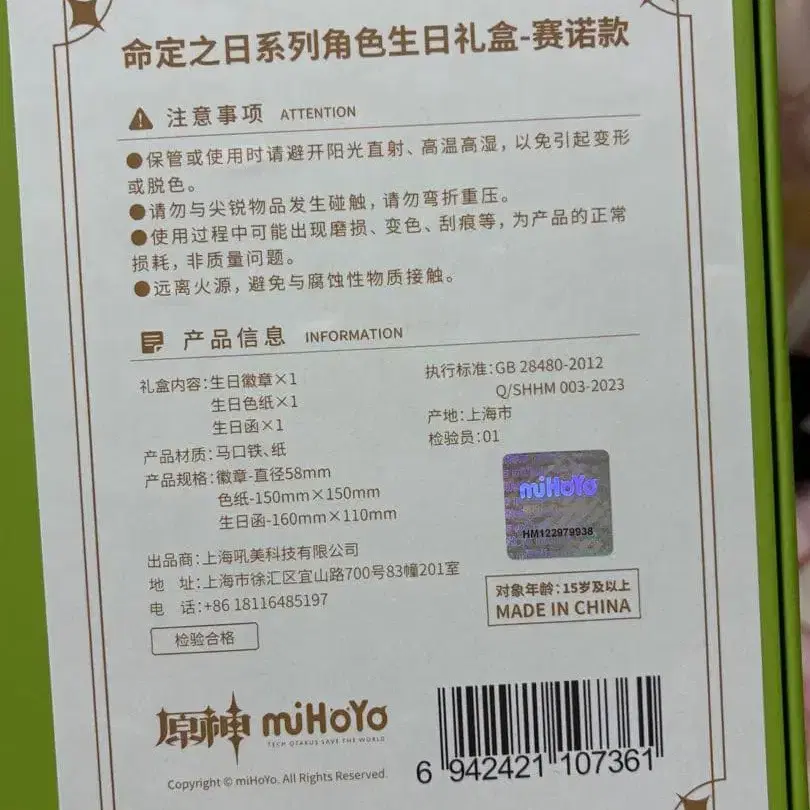 命定之日系列角色生日礼盒-赛诺款
注意事项 ATTENTION
●保管或使用时请避开阳光直射、高温高湿，以免引起变形
或脱色。
●请勿与尖锐物品发生碰触，请勿弯折重压。
●使用过程中可能出现磨损、变色、刮痕等，为产品的正常
损耗，非质量问题。
●远离火源，避免与腐蚀性物质接触。
产品信息 INFORMATION
礼盒内容：生日徽章×1
生日色纸×1
生日函×1
产品材质：马口铁、纸
产品规格：徽章-直径58mm
色纸-150mm×150mm
生日函-160mm×110mm
出品商：上海吼美科技有限公司
地 址：上海市徐汇区宜山路700号83幢201室
电 话：+86 18116485197
检验合格
执行标准：GB 28480-2012
Q/SHHM 003-2023
产地：上海市
检验员：01
miHoYo
HM122979938
对象年龄：15岁及以上
MADE IN CHINA
原神 miHoYo
TECH OTAKUS SAVE THE WORLD
Copyright © miHoYo. All Rights Reserved.
6 942421 107361